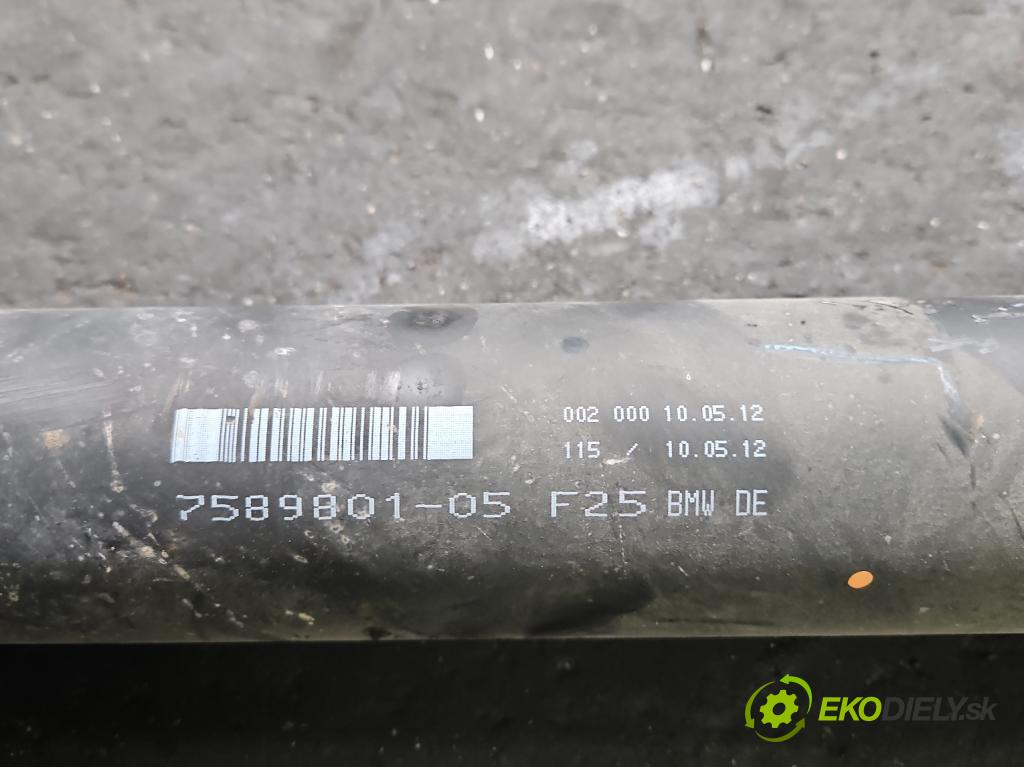 002 000 10.05.12
115 / 10.05.12
7589801-05 F25 BMW DE
EKODIELY.sk